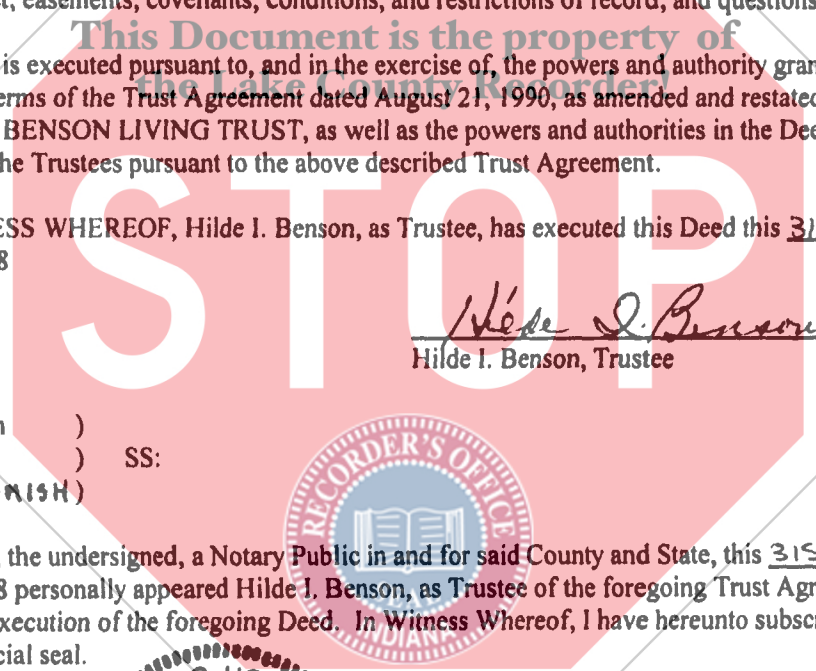 t, easements, covenants, conditions, and restrictions of record, and questions
This Document is the property of
is executed pursuant to, and in the exercise of, the powers and authority gran
the Lake County Recorder!
erms of the Trust Agreement dated August 21, 1990, as amended and restated
BENSON LIVING TRUST, as well as the powers and authorities in the Dee
he Trustees pursuant to the above described Trust Agreement.
STOP
ESS WHEREOF, Hilde I. Benson, as Trustee, has executed this Deed this 31
8
Hilde I. Benson
Hilde I. Benson, Trustee
n )
) SS:
MISH)
RECORDER'S OFFICE
, the undersigned, a Notary Public in and for said County and State, this 31S
8 personally appeared Hilde I. Benson, as Trustee of the foregoing Trust Agr
xecution of the foregoing Deed. In Witness Whereof, I have hereunto subscr
INDIANA
cial seal.